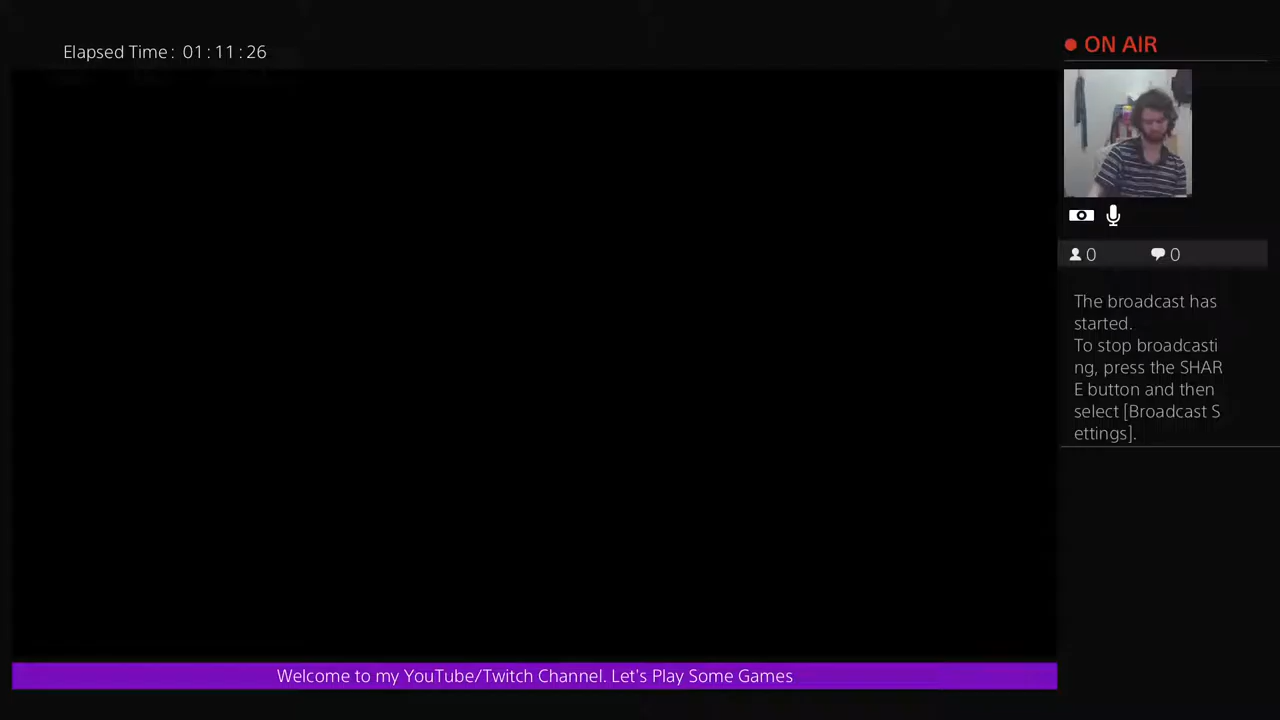 Elapsed Time: 01:11:26
ON AIR
0 0
The broadcast has
started.
To stop broadcasti
ng, press the SHAR
E button and then
select [Broadcast S
ettings].
Welcome to my YouTube/Twitch Channel. Let's Play Some Games